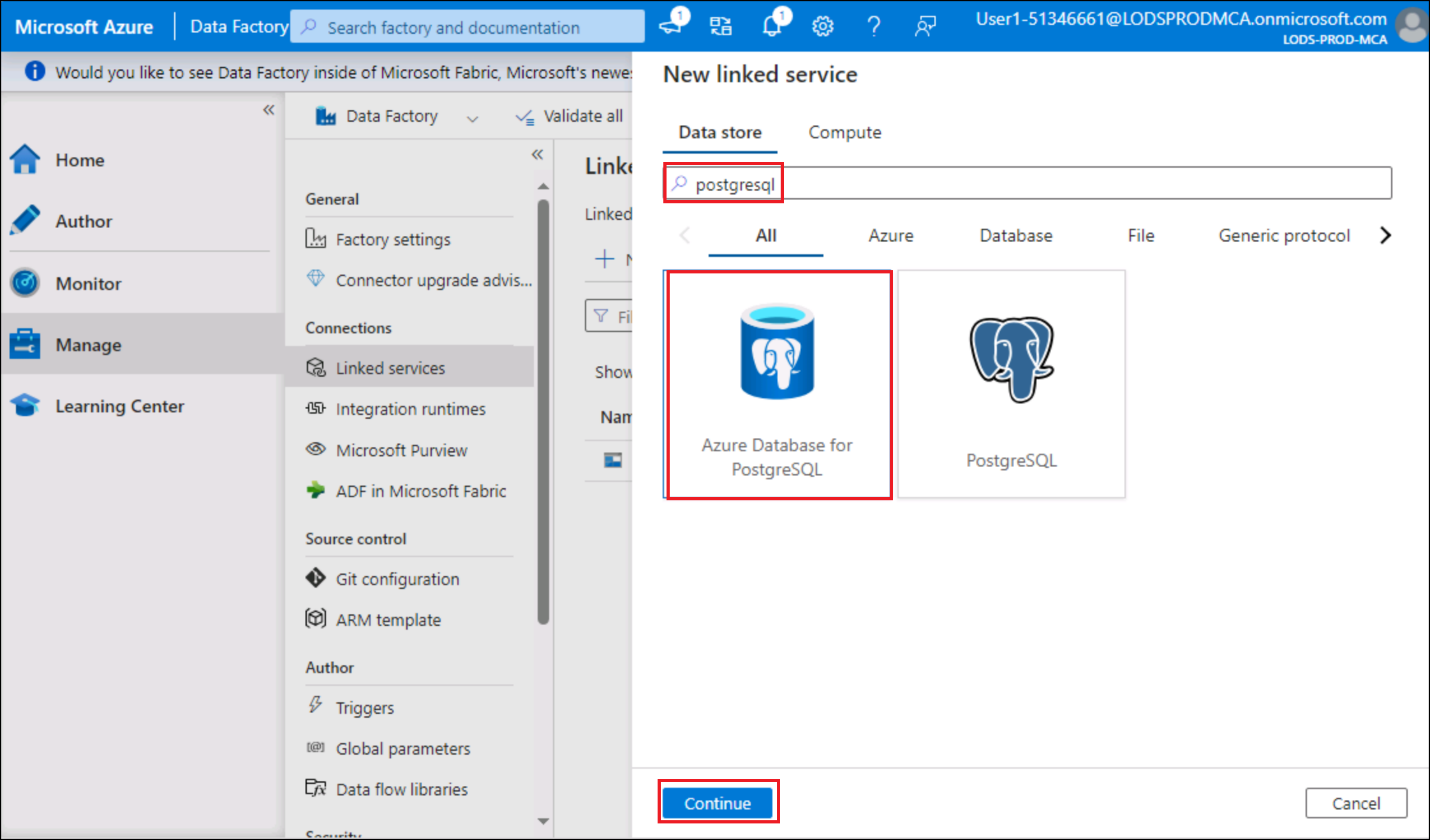 Microsoft Azure
Data Factory
Search factory and documentation
1
1
User1-51346661@LODSPRODMCA.onmicrosoft.com
LODS-PROD-MCA
Would you like to see Data Factory inside of Microsoft Fabric, Microsoft's
Home
Author
Monitor
Manage
Learning Center
Data Factory
Validate all
General
Factory settings
Connector upgrade advis...
Connections
Linked services
Integration runtimes
Microsoft Purview
ADF in Microsoft Fabric
Source control
Git configuration
ARM template
Author
Triggers
Global parameters
Data flow libraries
Security
Linke
Linked
Fil
Show
Nam
New linked service
Data store
Compute
postgresql
All
Azure
Database
File
Generic protocol
Azure Database for
PostgreSQL
PostgreSQL
Continue
Cancel